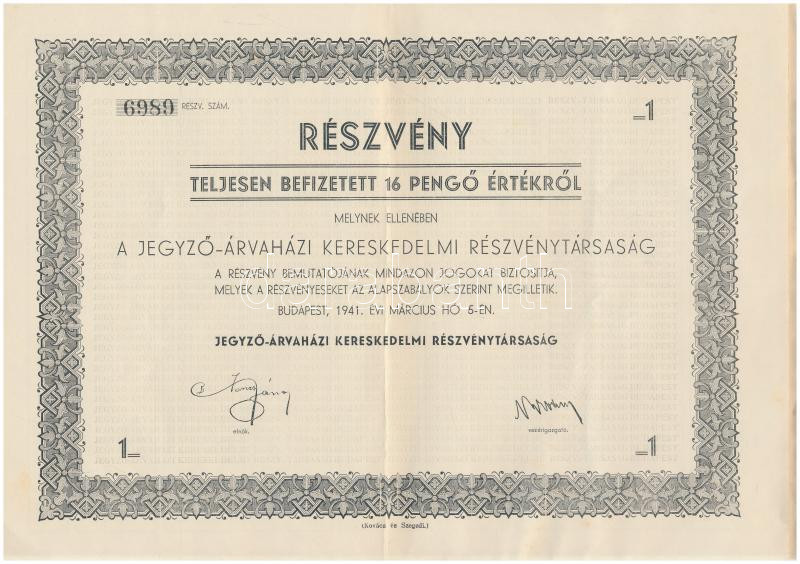 6989 RÉSZV. SZÁM.
1
RÉSZVÉNY
TELJESEN BEFIZETETT 16 PENGŐ ÉRTÉKRŐL
MELYNEK ELLENÉBEN
A JEGYZŐ-ÁRVAHÁZI KERESKEDELMI RÉSZVÉNYTÁRSASÁG
A RÉSZVÉNY BEMUTATÓJÁNAK MINDAZON JOGOKAT BIZTOSITJA,
MELYEK A RÉSZVÉNYESEKET AZ ALAPSZABÁLYOK SZERINT MEGILLETIK.
BUDAPEST, 1941. ÉVI MÁRCIUS HÓ 5-ÉN.
JEGYZŐ-ÁRVAHÁZI KERESKEDELMI RÉSZVÉNYTÁRSASÁG
elnök.
vezérigazgató.
1
1
(Kovács és Szegedi.)